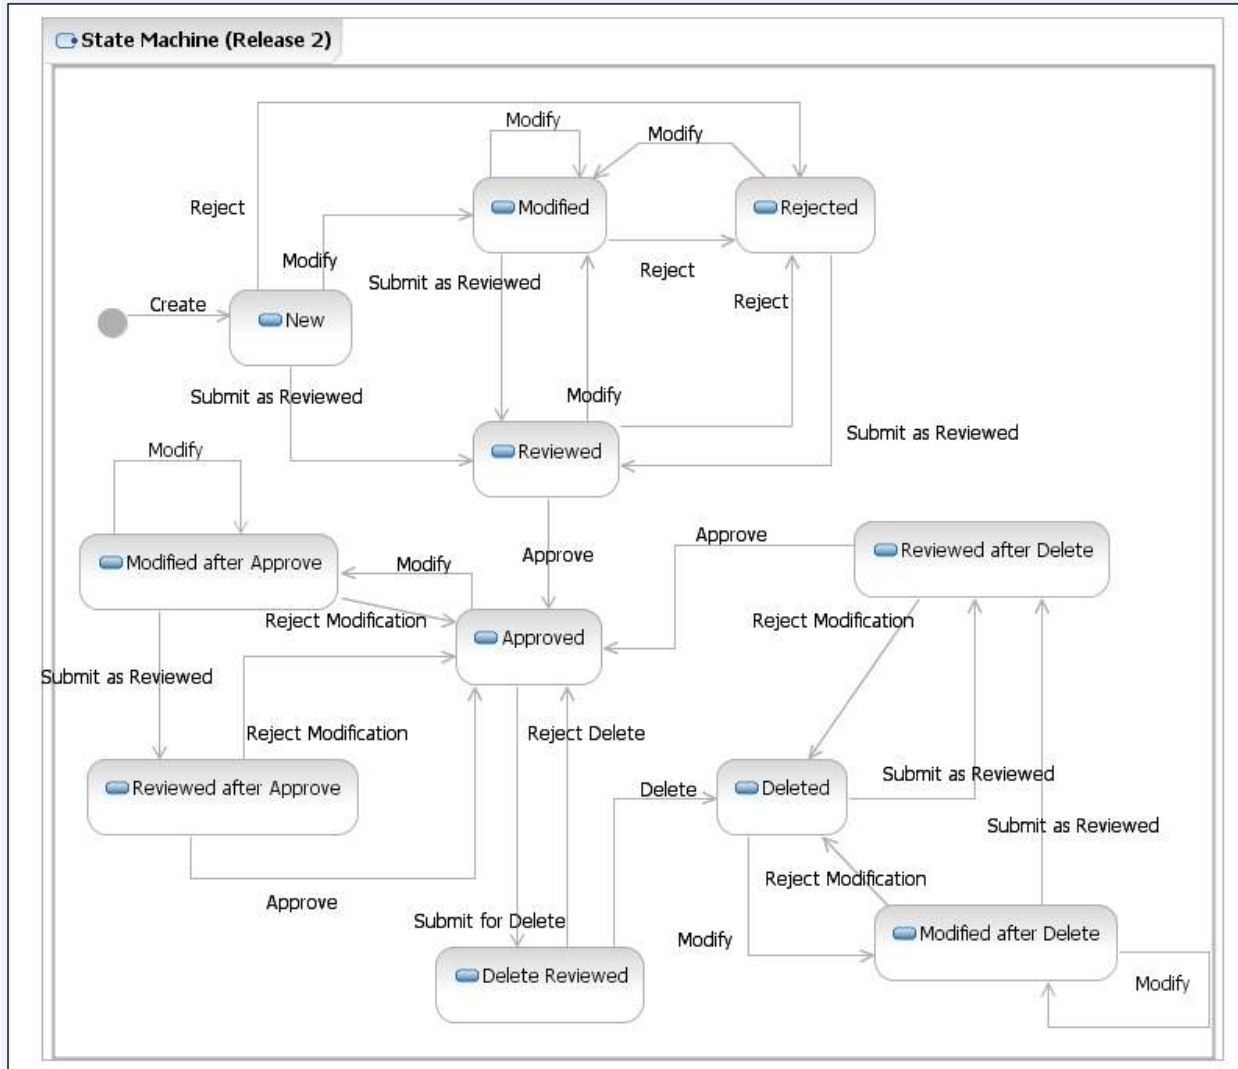 State Machine (Release 2)
Modify
Modify
Reject
Modified
Rejected
Modify
Submit as Reviewed
Reject
Reject
Create
New
Submit as Reviewed
Modify
Reviewed
Submit as Reviewed
Modify
Approve
Approve
Reviewed after Delete
Modified after Approve
Modify
Reject Modification
Reject Modification
Approved
Submit as Reviewed
Reject Modification
Reject Delete
Reviewed after Approve
Delete
Deleted
Submit as Reviewed
Submit as Reviewed
Reject Modification
Approve
Submit for Delete
Modify
Modified after Delete
Delete Reviewed
Modify